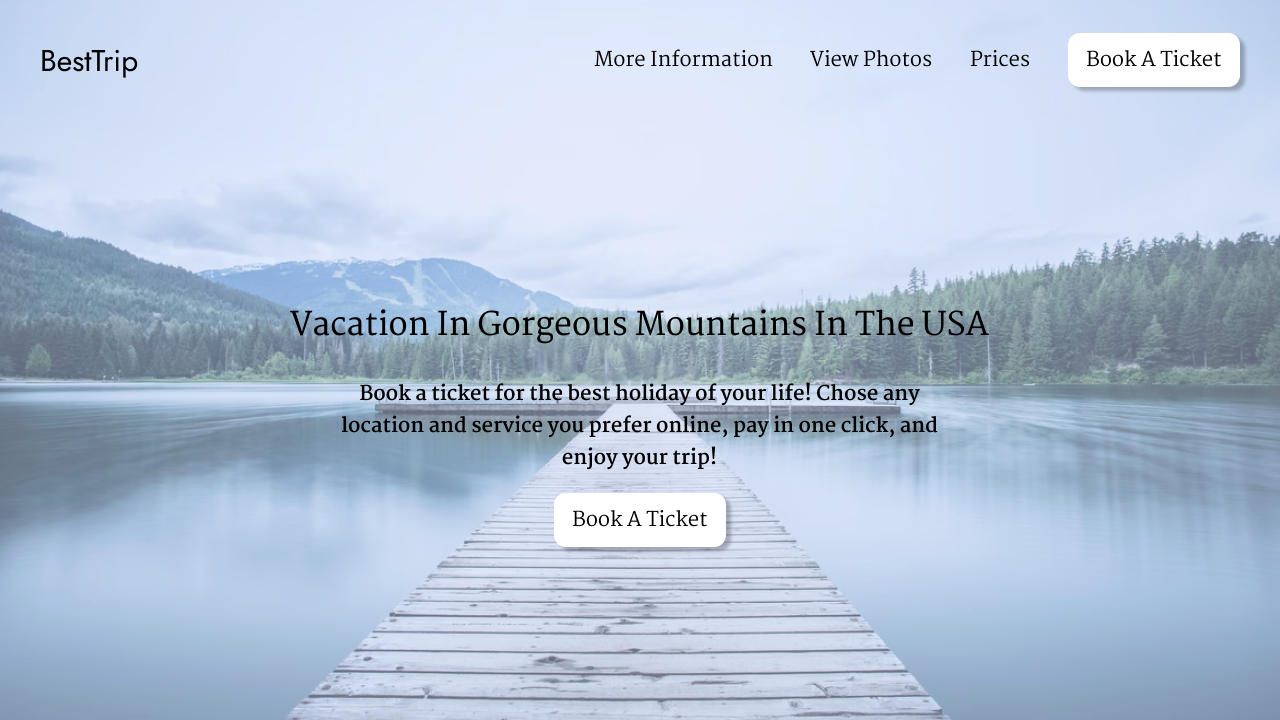 BestTrip
More Information
View Photos
Prices
Book A Ticket
Vacation In Gorgeous Mountains In The USA
Book a ticket for the best holiday of your life! Chose any
location and service you prefer online, pay in one click, and
enjoy your trip!
Book A Ticket